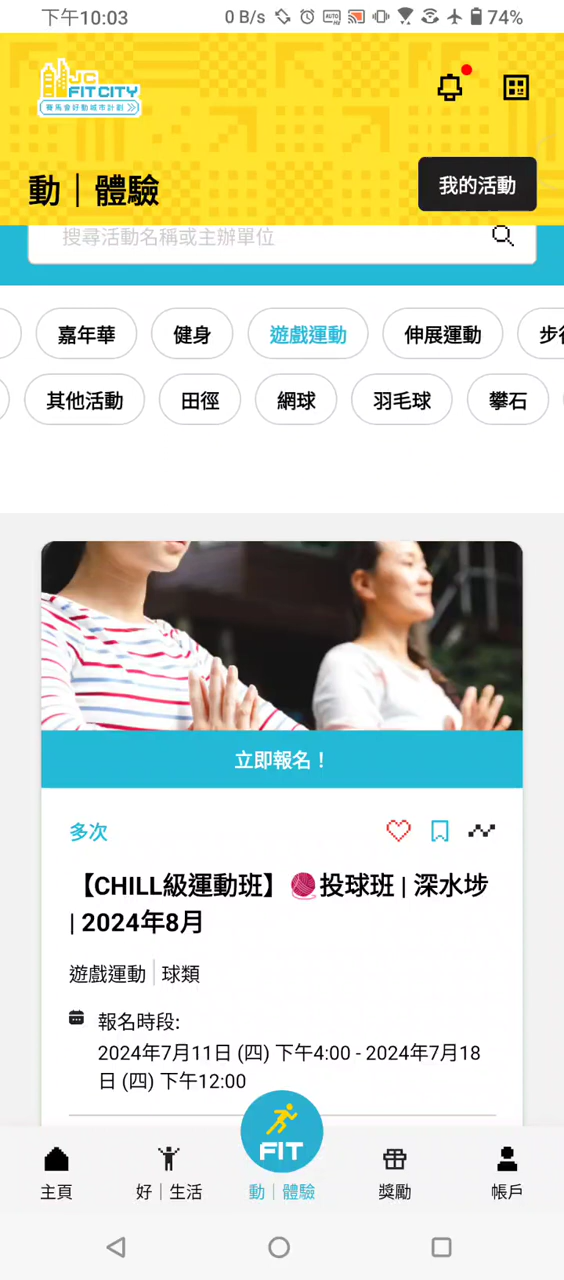 下午10:03 0 B/s 74%
JC
FIT CITY
賽馬會好動城市計劃
動｜體驗
我的活動
搜尋活動名稱或主辦單位
嘉年華 健身 遊戲運動 伸展運動
其他活動 田徑 網球 羽毛球 攀石
立即報名！
多次
【CHILL級運動班】🧶投球班 | 深水埗
| 2024年8月
遊戲運動 | 球類
報名時段:
2024年7月11日 (四) 下午4:00 - 2024年7月18
日 (四) 下午12:00
FIT
主頁 好｜生活 動｜體驗 獎勵 帳戶